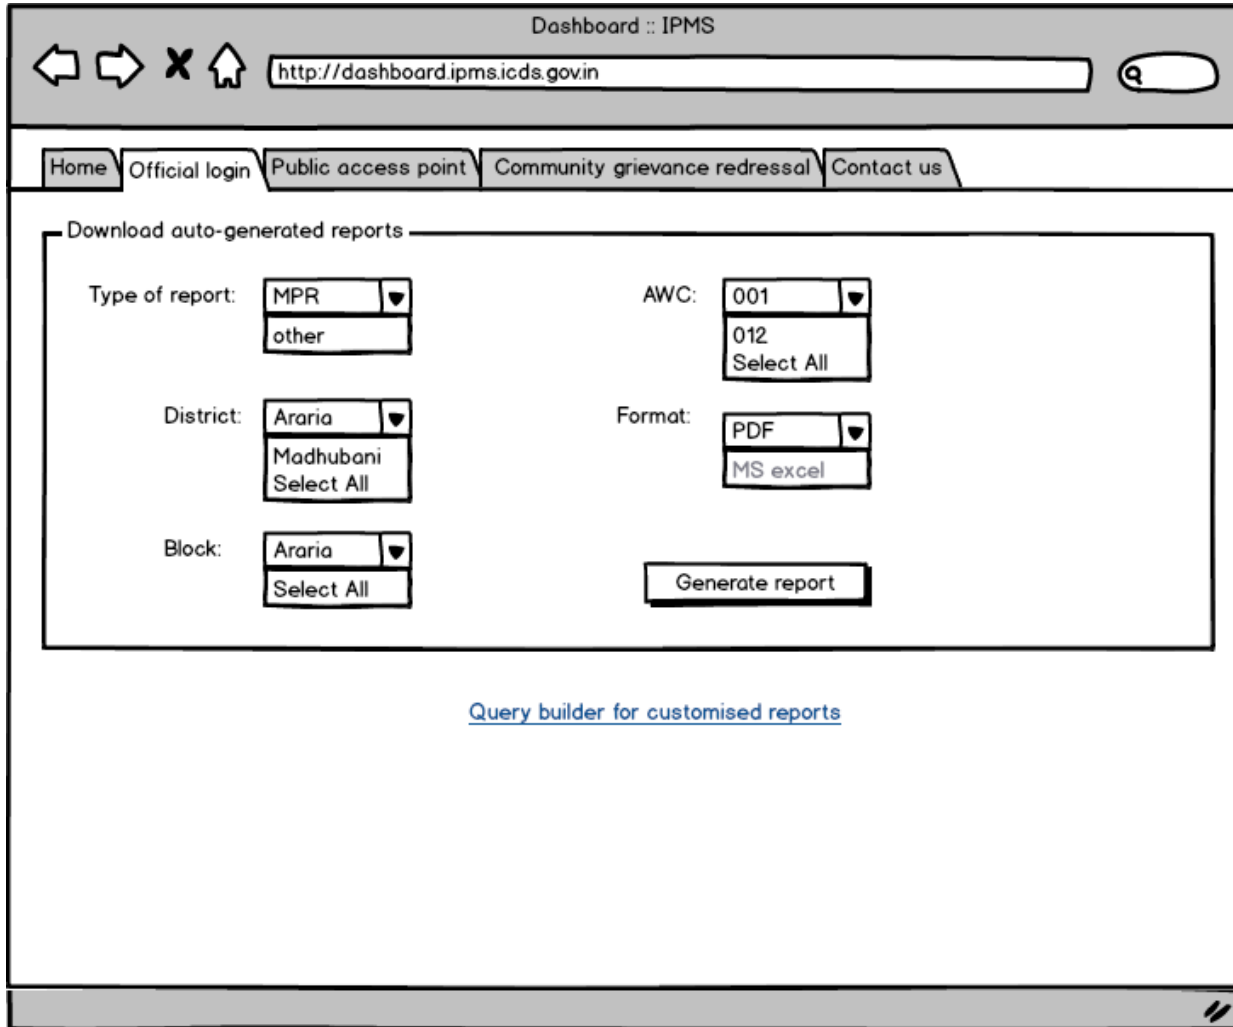 Dashboard :: IPMS
http://dashboard.ipms.icds.gov.in
Home Official login Public access point Community grievance redressal Contact us
Download auto-generated reports
Type of report: MPR
other
AWC: 001
012
Select All
District: Araria
Madhubani
Select All
Format: PDF
MS excel
Block: Araria
Select All
Generate report
Query builder for customised reports